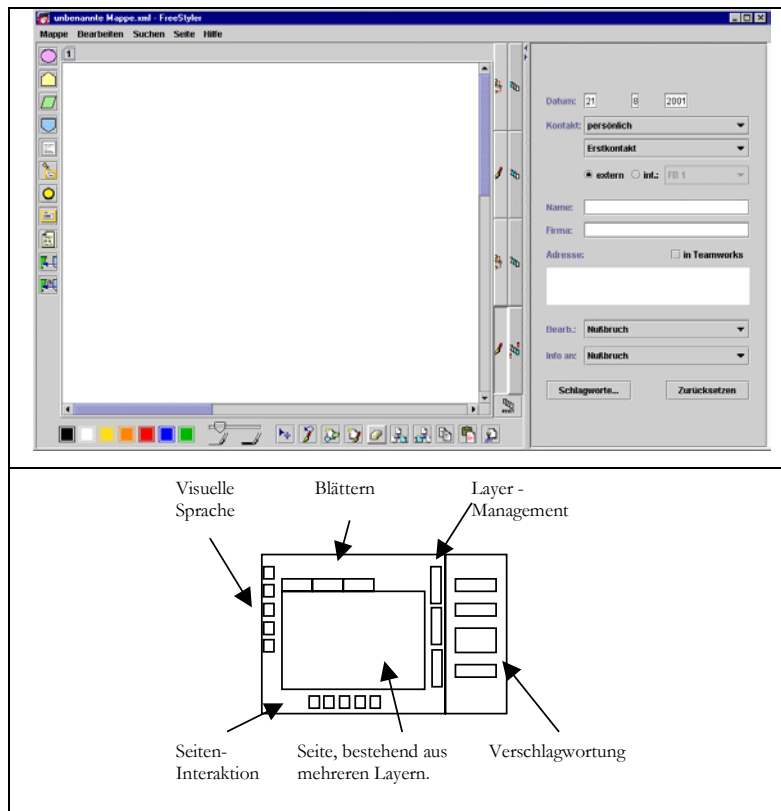 unbenannte Mappe.xml - FreeStyler
Mappe Bearbeiten Suchen Seite Hilfe
1
Datum: 21 8 2001
Kontakt: persönlich
Erstkontakt
extern int.: FB 1
Name:
Firma:
Adresse: in Teamworks
Bearb.: Nußbruch
Info an: Nußbruch
Schlagworte... Zurücksetzen
Visuelle Sprache
Blättern
Layer -
Management
Seiten-
Interaktion
Seite, bestehend aus
mehreren Layern.
Verschlagwortung